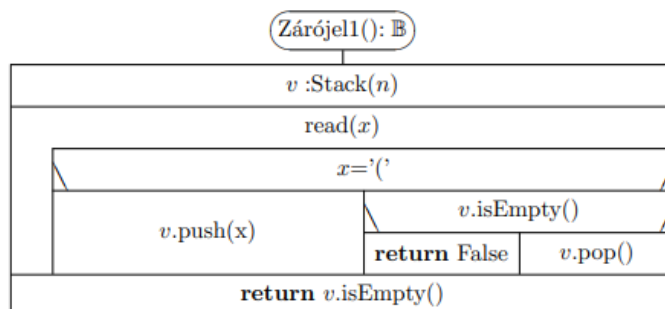 Zárójel1(): 𝔹
v :Stack(n)
read(x)
x='('
v.push(x)
v.isEmpty()
return False
v.pop()
return v.isEmpty()